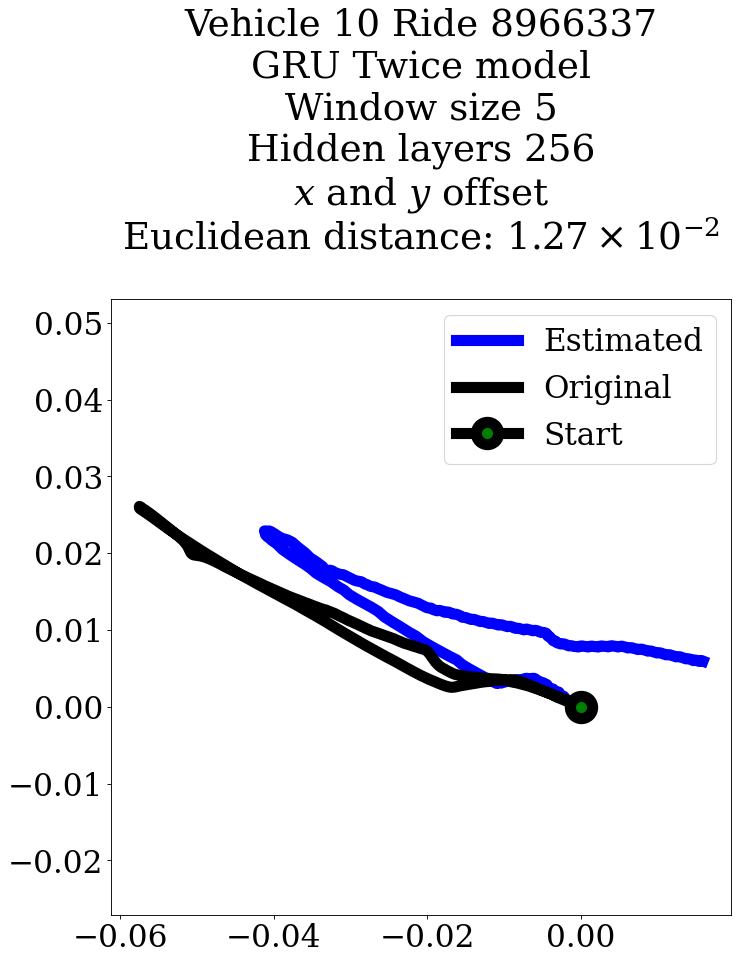 Vehicle 10 Ride 8966337
GRU Twice model
Window size 5
Hidden layers 256
x and y offset
Euclidean distance: 1.27 × 10⁻²
Estimated
Original
Start
0.05
0.04
0.03
0.02
0.01
0.00
−0.01
−0.02
−0.06 −0.04 −0.02 0.00